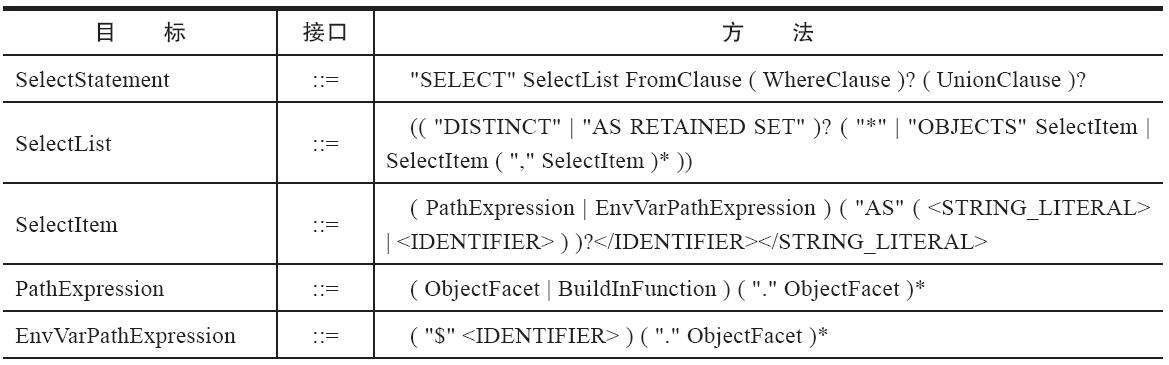 目 标 接口 方 法
SelectStatement ::= "SELECT" SelectList FromClause ( WhereClause )? ( UnionClause )?
SelectList ::= (( "DISTINCT" | "AS RETAINED SET" )? ( "*" | "OBJECTS" SelectItem |
SelectItem ( "," SelectItem )* ))
SelectItem ::= ( PathExpression | EnvVarPathExpression ) ( "AS" ( <STRING_LITERAL>
| <IDENTIFIER> ) )?</IDENTIFIER></STRING_LITERAL>
PathExpression ::= ( ObjectFacet | BuildInFunction ) ( "." ObjectFacet )*
EnvVarPathExpression ::= ( "$" <IDENTIFIER> ) ( "." ObjectFacet )*